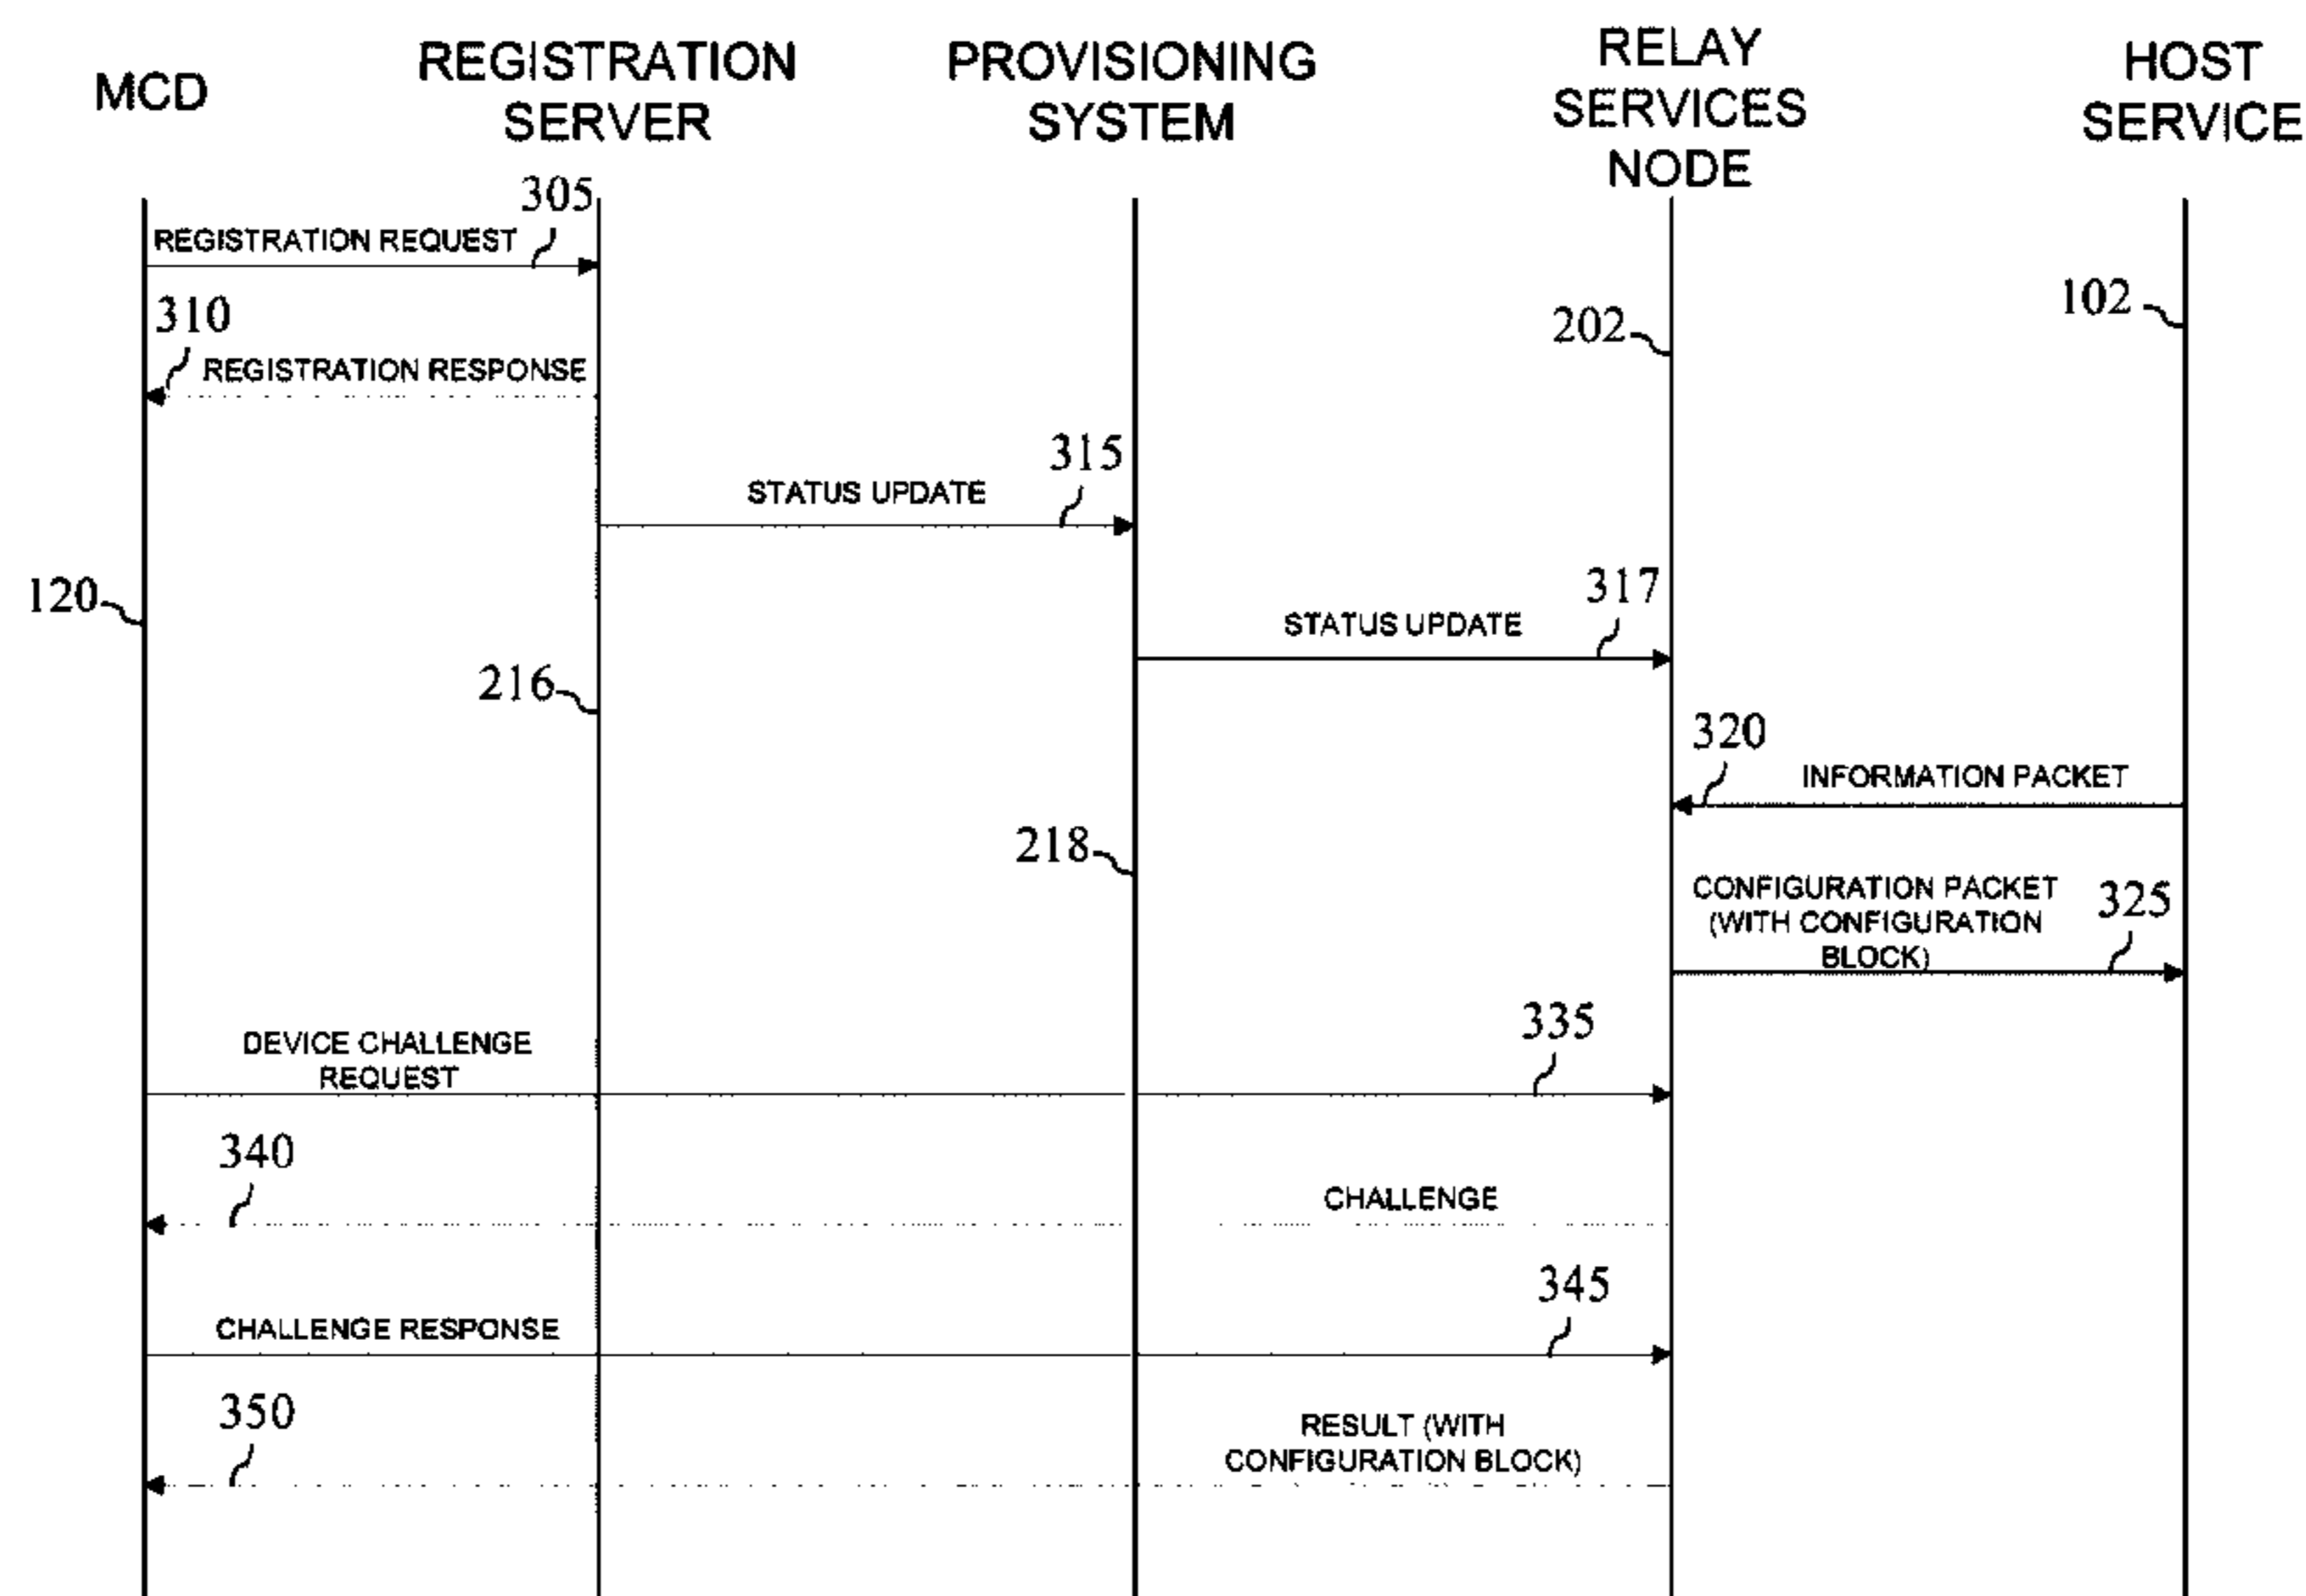 MCD
REGISTRATION
SERVER
PROVISIONING
SYSTEM
RELAY
SERVICES
NODE
HOST
SERVICE
305
REGISTRATION REQUEST
310
REGISTRATION RESPONSE
102
202
315
STATUS UPDATE
120
317
STATUS UPDATE
216
320
INFORMATION PACKET
218
CONFIGURATION PACKET
(WITH CONFIGURATION
BLOCK)
325
335
DEVICE CHALLENGE
REQUEST
340
CHALLENGE
345
CHALLENGE RESPONSE
350
RESULT (WITH
CONFIGURATION BLOCK)